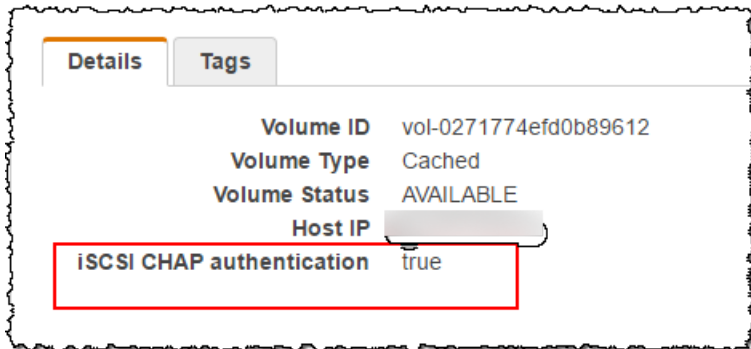 Details Tags
Volume ID vol-0271774efd0b89612
Volume Type Cached
Volume Status AVAILABLE
Host IP
iSCSI CHAP authentication true